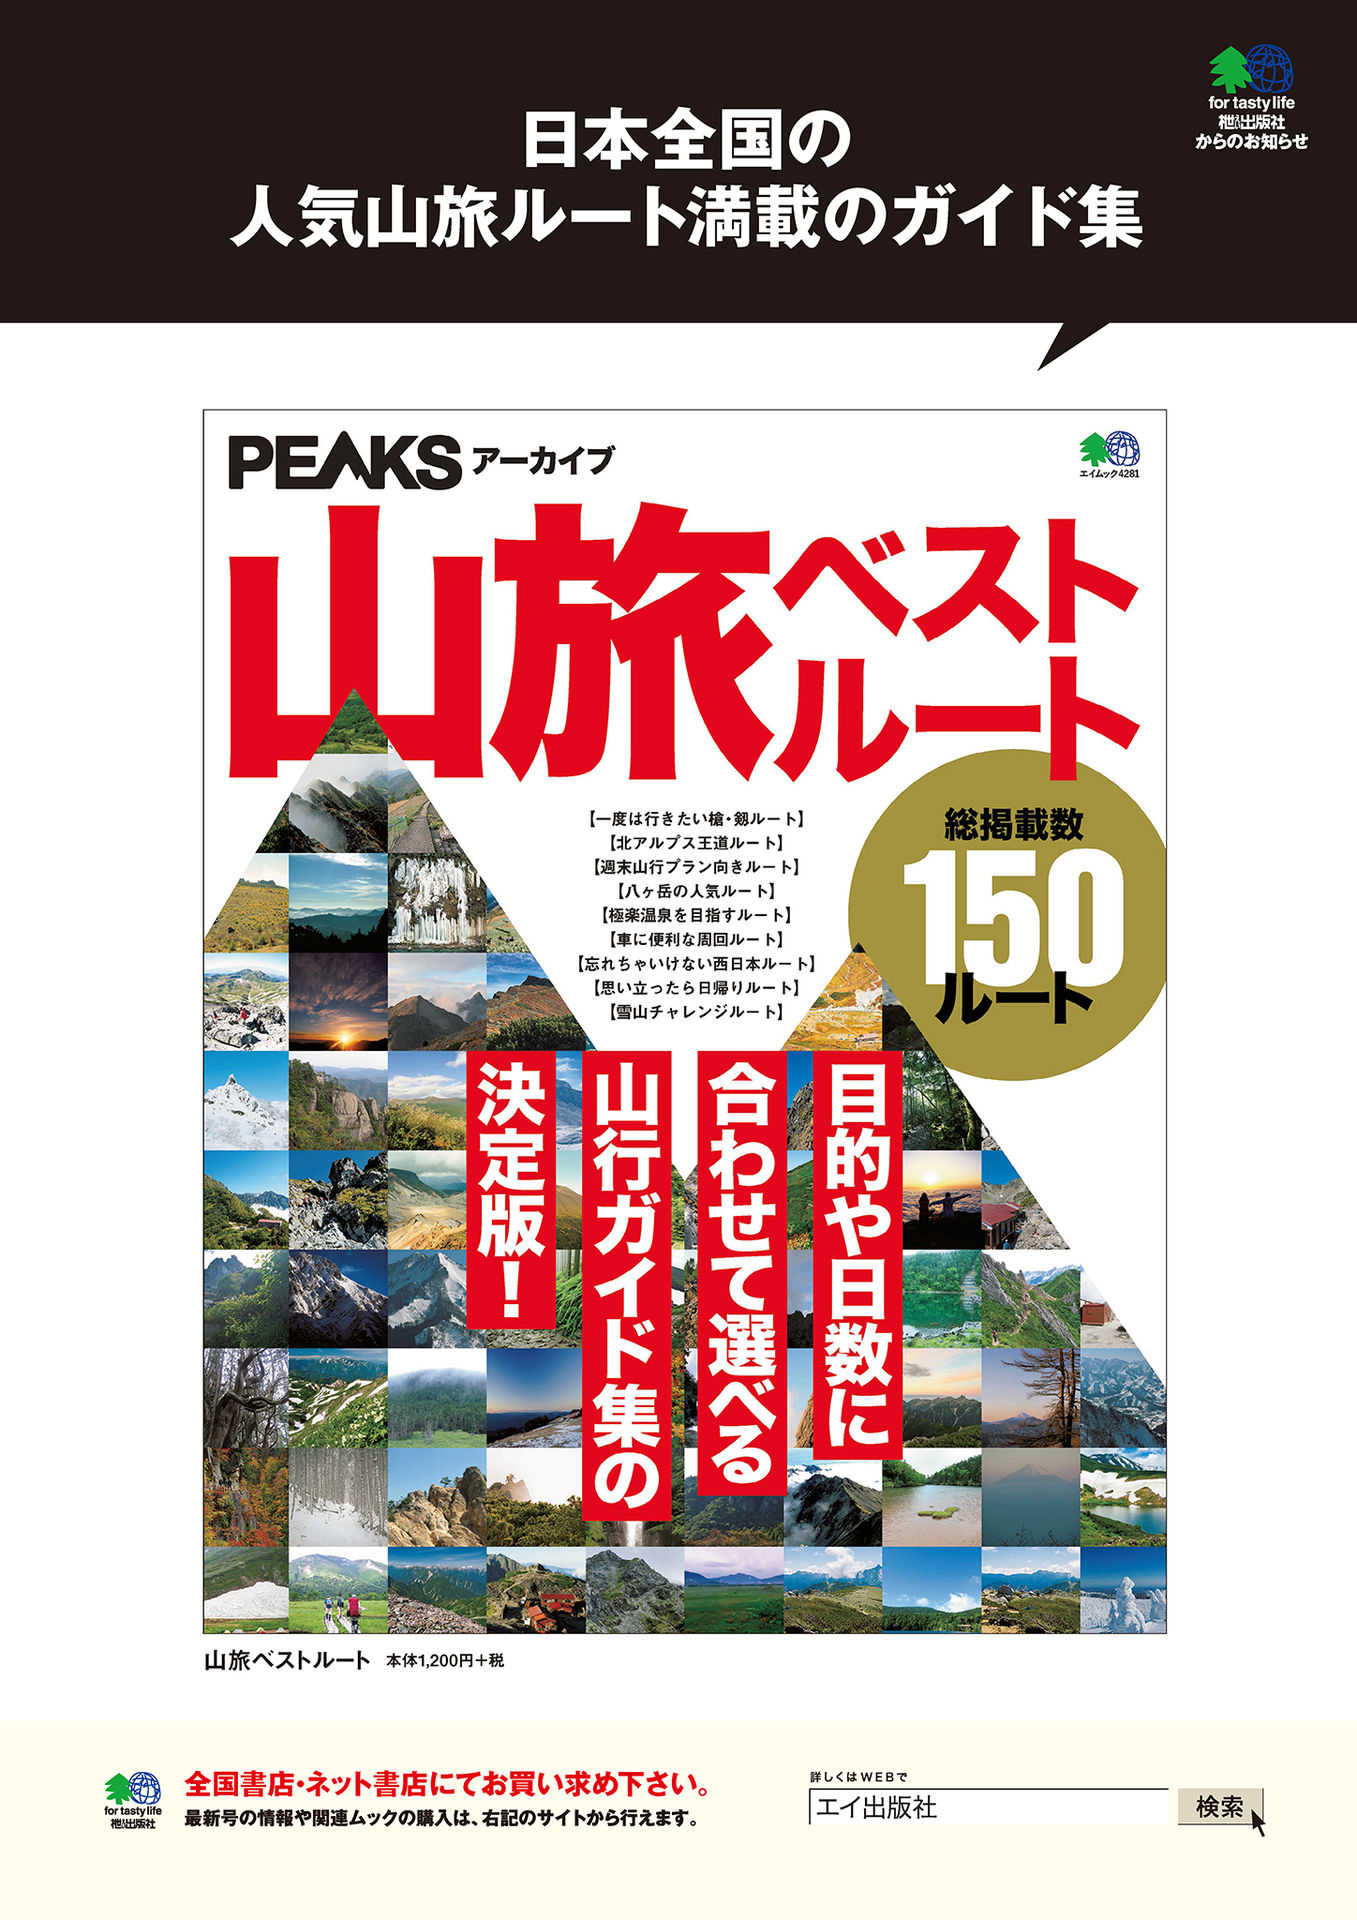 for tasty life
枻出版社
からのお知らせ
日本全国の
人気山旅ルート満載のガイド集
PEAKS アーカイブ
エイムック 4281
山旅ベスト
ルート
【一度は行きたい槍・剱ルート】
【北アルプス王道ルート】
【週末山行プラン向きルート】
【八ヶ岳の人気ルート】
【極楽温泉を目指すルート】
【車に便利な周回ルート】
【忘れちゃいけない西日本ルート】
【思い立ったら日帰りルート】
【雪山チャレンジルート】
総掲載数
150
ルート
目的や日数に
合わせて選べる
山行ガイド集の
決定版！
山旅ベストルート 本体1,200円＋税
for tasty life
枻出版社
全国書店・ネット書店にてお買い求め下さい。
最新号の情報や関連ムックの購入は、右記のサイトから行えます。
詳しくはWEBで
エイ出版社 検索